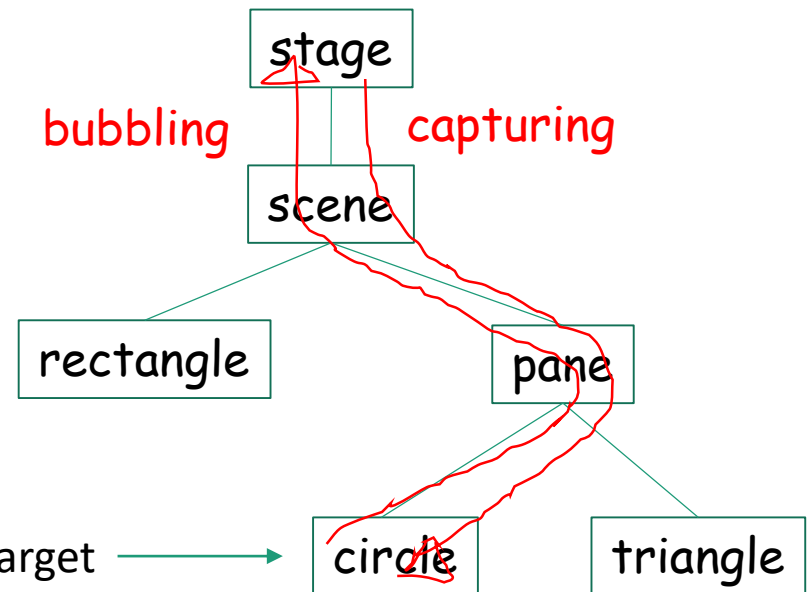 stage
bubbling capturing
scene
rectangle pane
arget circle triangle